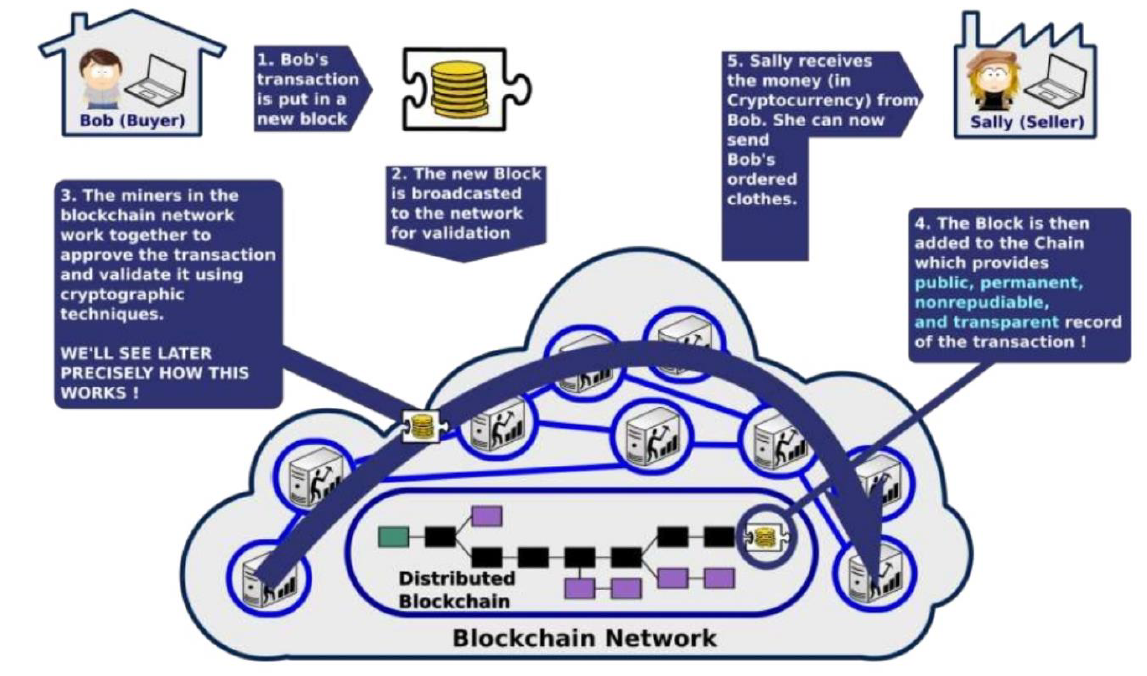 Bob (Buyer)
1. Bob's
transaction
is put in a
new block
5. Sally receives
the money (in
Cryptocurrency) from
Bob. She can now
send
Bob's
ordered
clothes.
Sally (Seller)
2. The new Block
is broadcasted
to the network
for validation
3. The miners in the
blockchain network
work together to
approve the transaction
and validate it using
cryptographic
techniques.
WE'LL SEE LATER
PRECISELY HOW THIS
WORKS !
4. The Block is then
added to the Chain
which provides
public, permanent,
nonrepudiable,
and transparent record
of the transaction !
Distributed
Blockchain
Blockchain Network